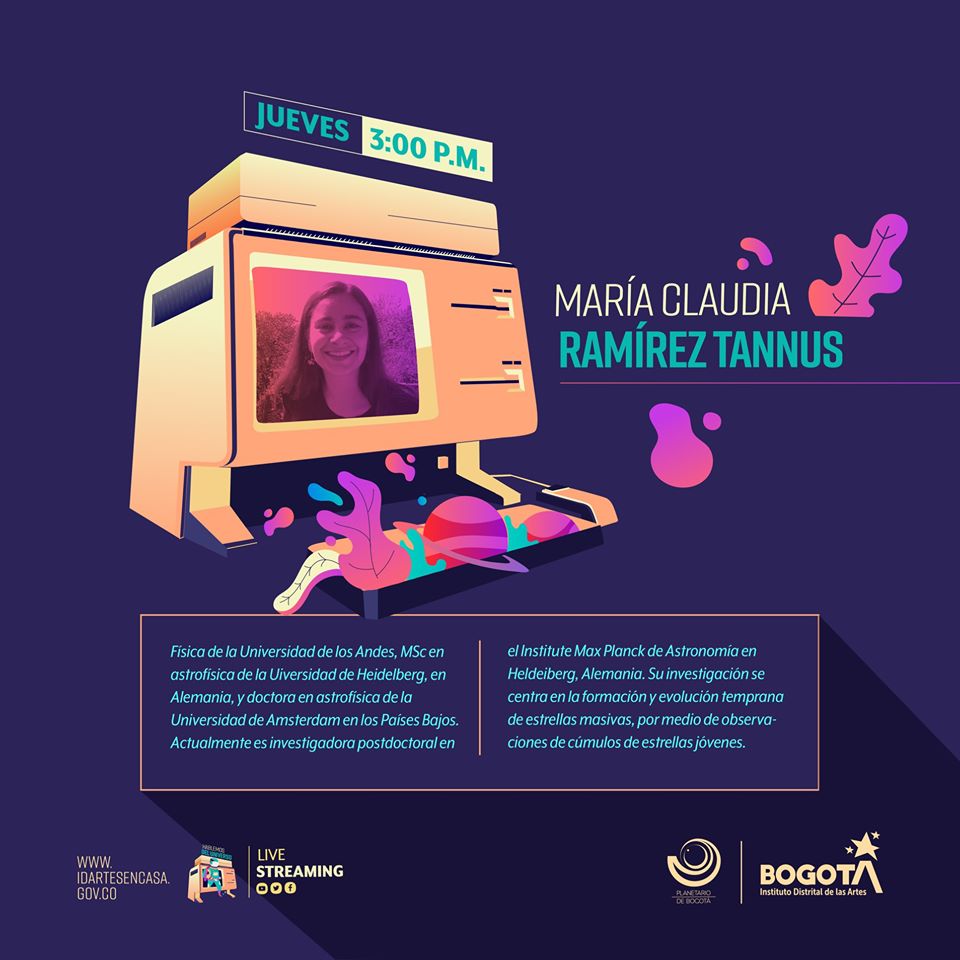 JUEVES 3:00 P.M.
MARÍA CLAUDIA
RAMÍREZ TANNUS
Física de la Universidad de los Andes, MSc en
astrofísica de la Uiversidad de Heidelberg, en
Alemania, y doctora en astrofísica de la
Universidad de Amsterdam en los Países Bajos.
Actualmente es investigadora postdoctoral en
el Institute Max Planck de Astronomía en
Heldeiberg, Alemania. Su investigación se
centra en la formación y evolución temprana
de estrellas masivas, por medio de observa-
ciones de cúmulos de estrellas jóvenes.
WWW.
IDARTESENCASA.
GOV.CO
HABLEMOS
DEL UNIVERSO
LIVE
STREAMING
PLANETARIO
DE BOGOTÁ
BOGOTÁ
Instituto Distrital de las Artes